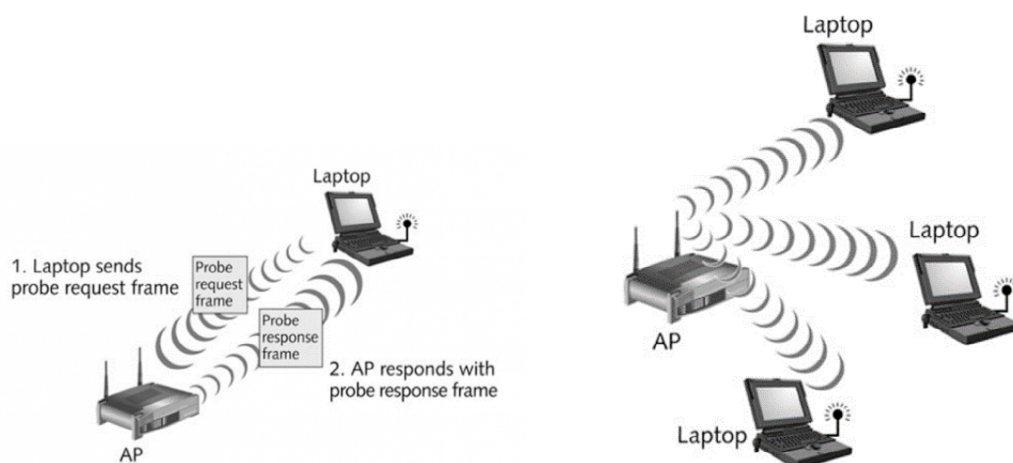 Laptop
1. Laptop sends
probe request frame
Probe
request
frame
Probe
response
frame
2. AP responds with
probe response frame
AP
Laptop
Laptop
AP
Laptop